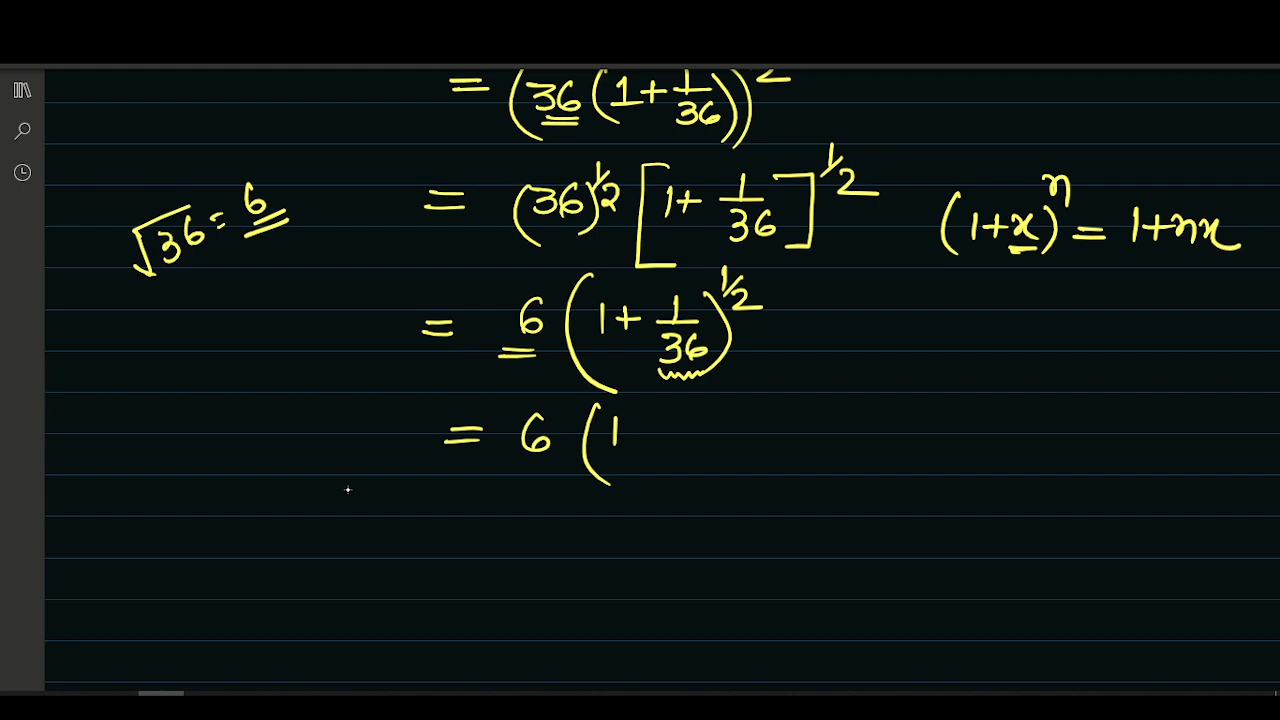 = (36(1+1/36))^1/2
√36 = 6
= (36)^1/2 [1+ 1/36]^1/2
(1+x)^n = 1+nx
= 6 (1+ 1/36)^1/2
= 6 (1